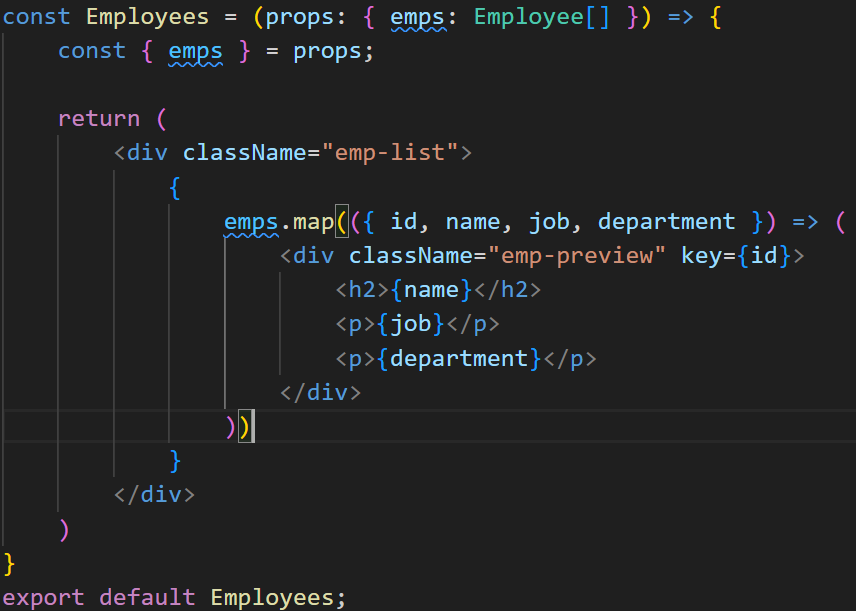 const Employees = (props: { emps: Employee[] }) => {
    const { emps } = props;

    return (
        <div className="emp-list">
            {
                emps.map(({ id, name, job, department }) => (
                    <div className="emp-preview" key={id}>
                        <h2>{name}</h2>
                        <p>{job}</p>
                        <p>{department}</p>
                    </div>
                ))
            }
        </div>
    )
}
export default Employees;